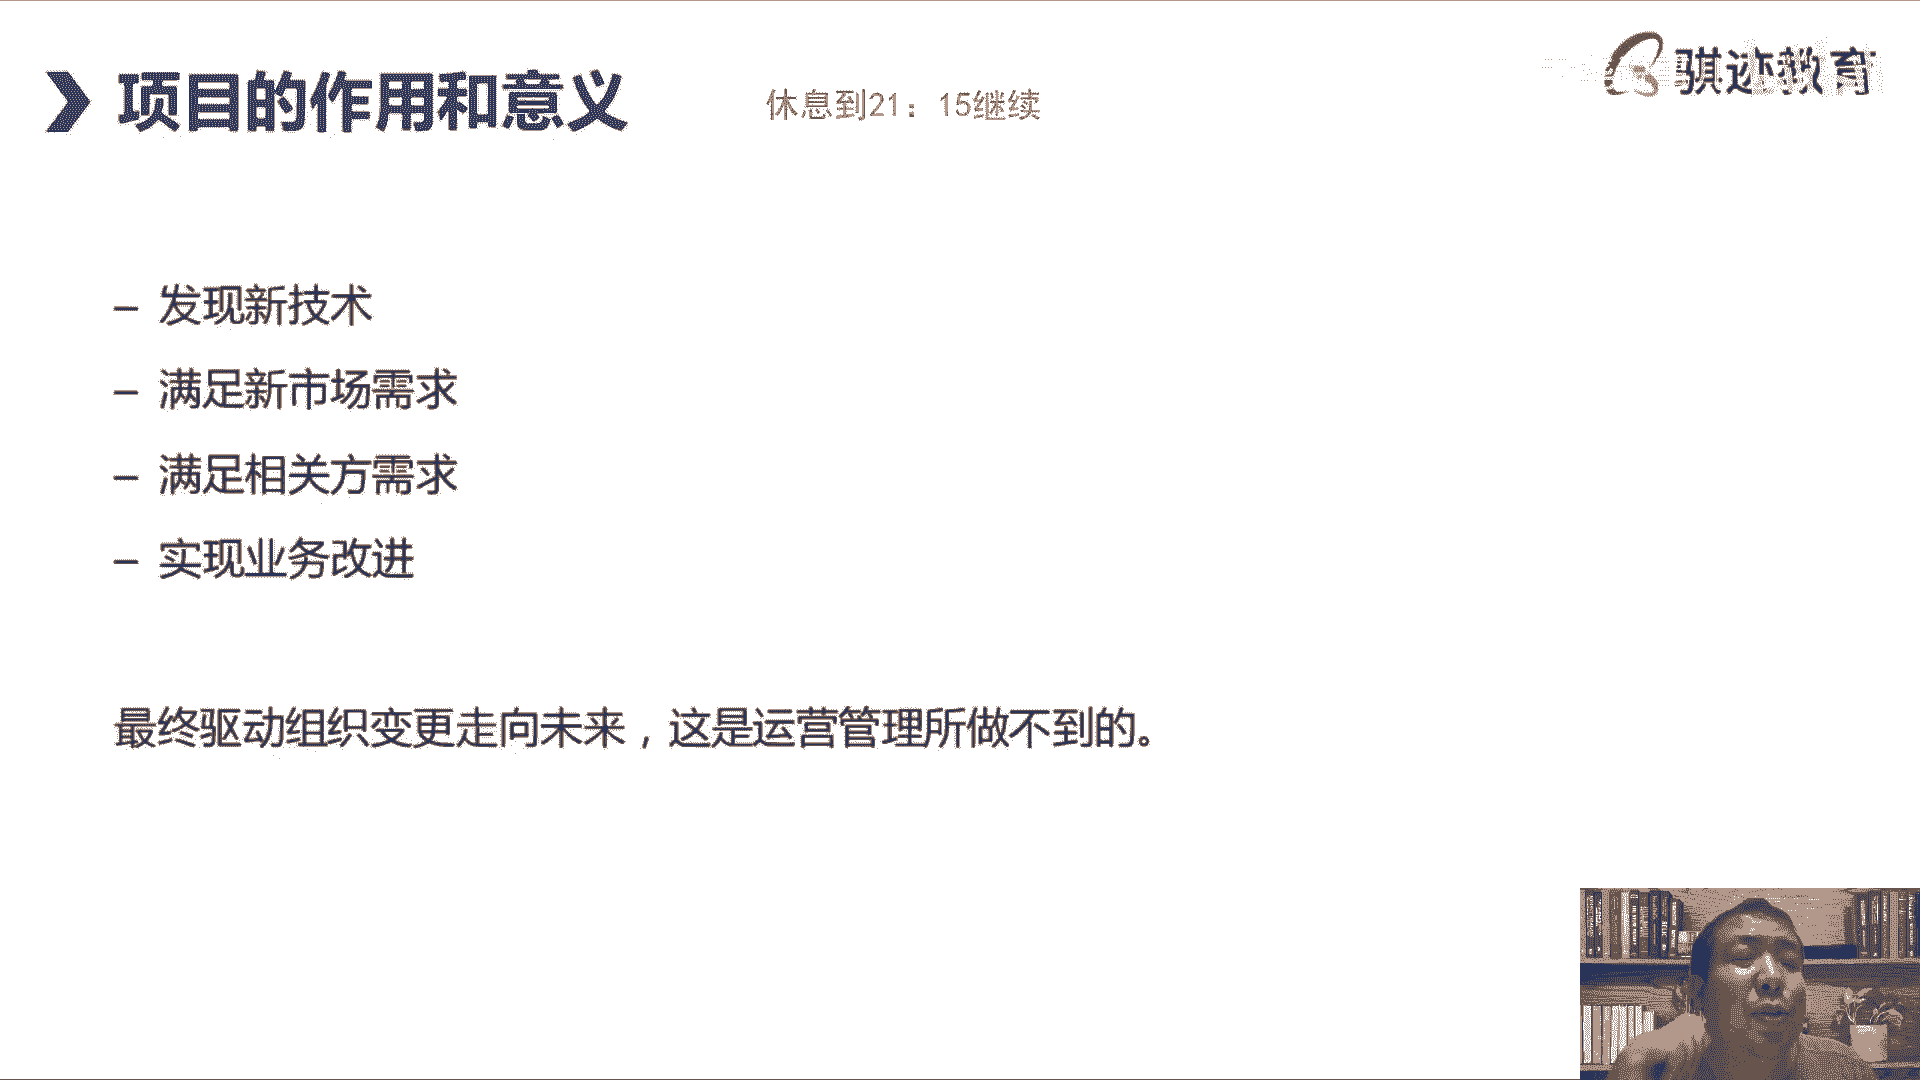 项目的作用和意义
休息到21：15继续
骐迹教育
– 发现新技术
– 满足新市场需求
– 满足相关方需求
– 实现业务改进
最终驱动组织变更走向未来，这是运营管理所做不到的。